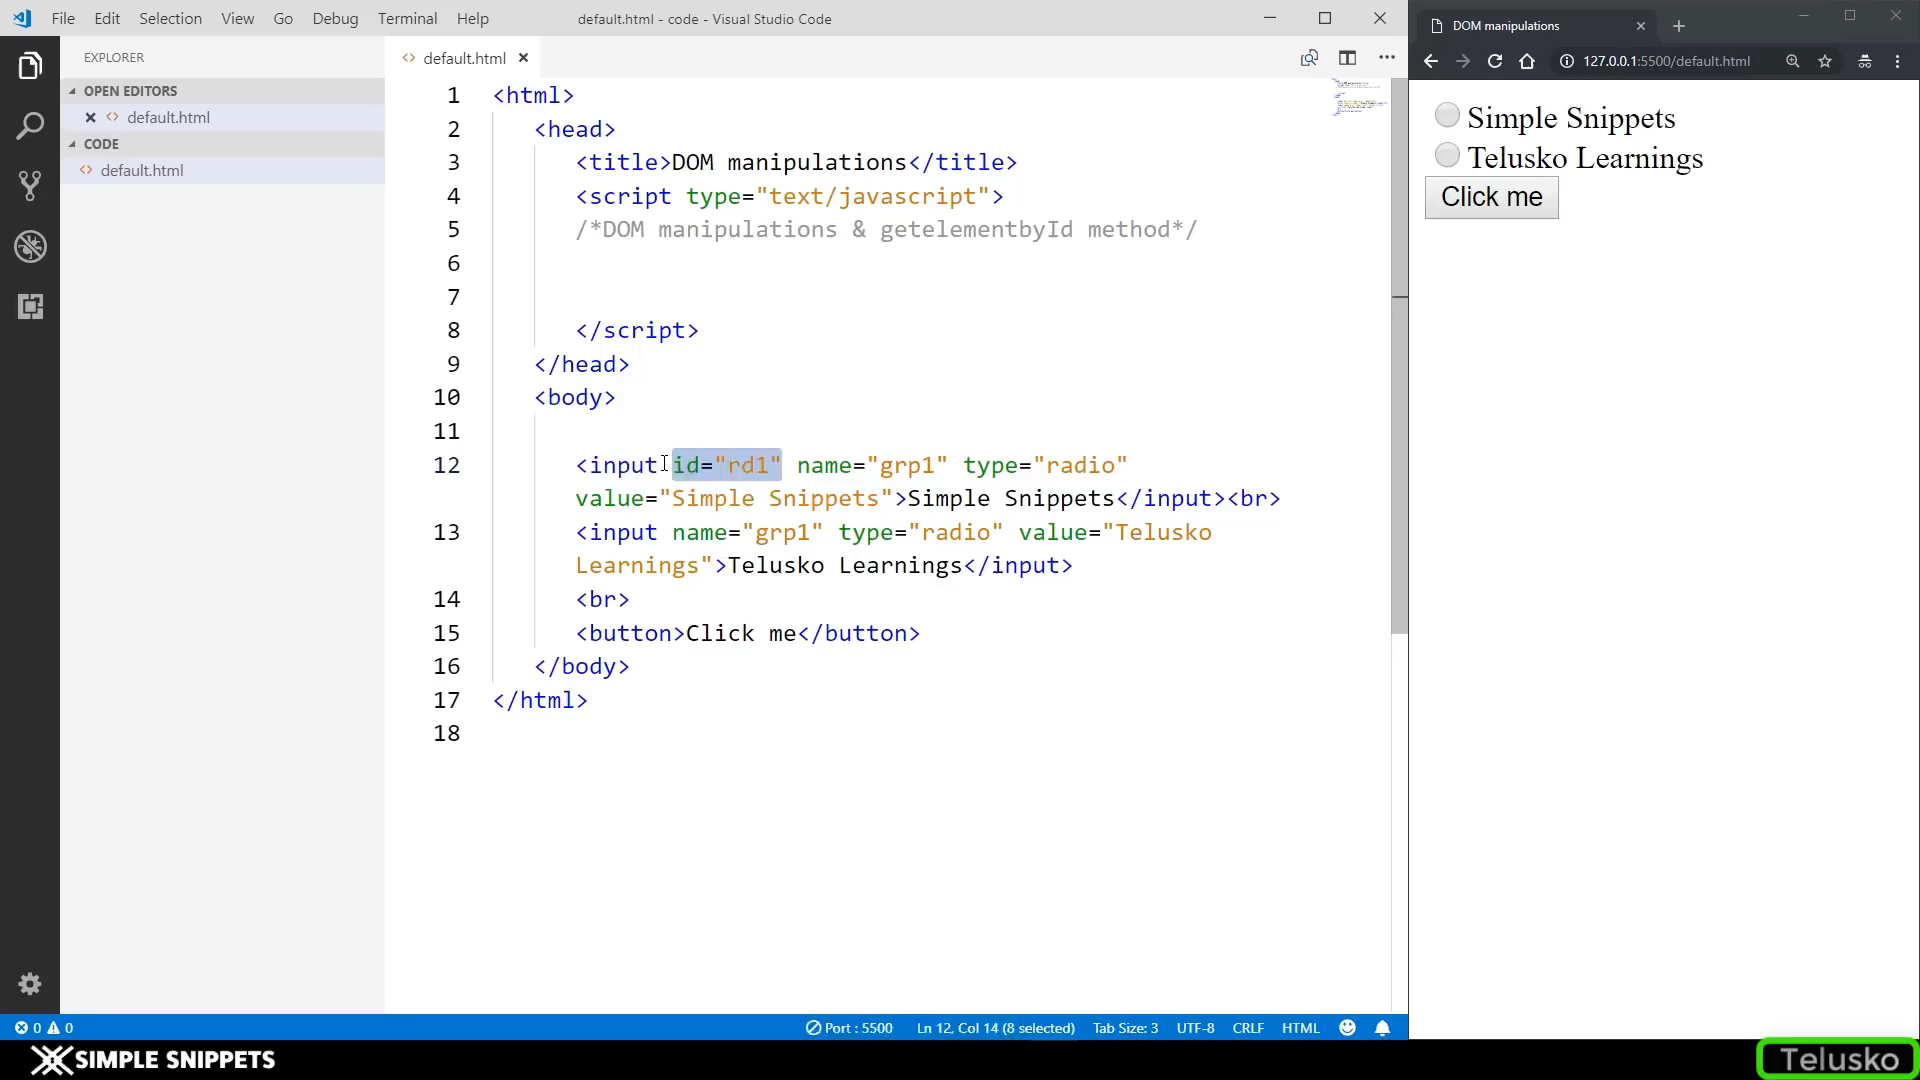 File Edit Selection View Go Debug Terminal Help
default.html - code - Visual Studio Code
EXPLORER
OPEN EDITORS
default.html
CODE
default.html
default.html
1 <html>
2 <head>
3 <title>DOM manipulations</title>
4 <script type="text/javascript">
5 /*DOM manipulations & getelementbyId method*/
6
7
8 </script>
9 </head>
10 <body>
11
12 <input id="rd1" name="grp1" type="radio"
value="Simple Snippets">Simple Snippets</input><br>
13 <input name="grp1" type="radio" value="Telusko
Learnings">Telusko Learnings</input>
14 <br>
15 <button>Click me</button>
16 </body>
17 </html>
18
0 0 Port : 5500 Ln 12, Col 14 (8 selected) Tab Size: 3 UTF-8 CRLF HTML
DOM manipulations
127.0.0.1:5500/default.html
Simple Snippets
Telusko Learnings
Click me
SIMPLE SNIPPETS
Telusko